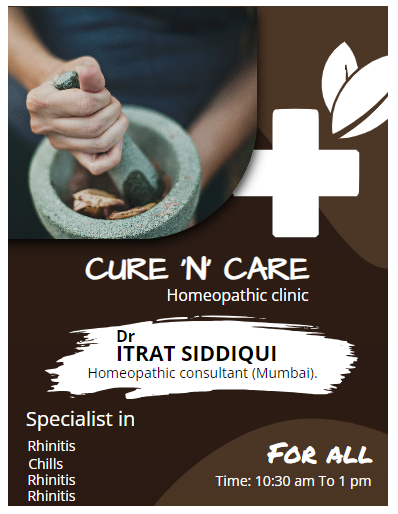 CURE 'N' CARE
Homeopathic clinic
Dr
ITRAT SIDDIQUI
Homeopathic consultant (Mumbai).
Specialist in
Rhinitis
Chills
Rhinitis
Rhinitis
FOR ALL
Time: 10:30 am To 1 pm